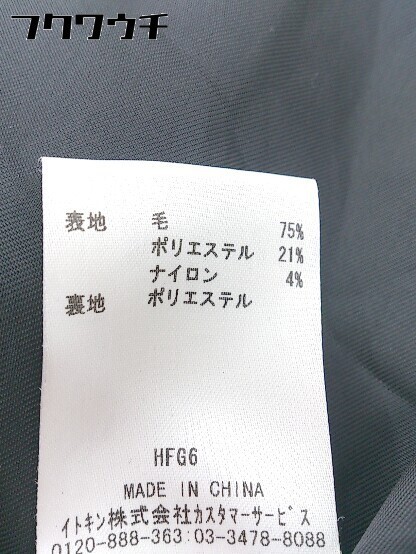 フクワウチ
表地 毛 75%
ポリエステル 21%
ナイロン 4%
裏地 ポリエステル
HFG6
MADE IN CHINA
イトキン株式会社カスタマーサービス
0120-888-363:03-3478-8088